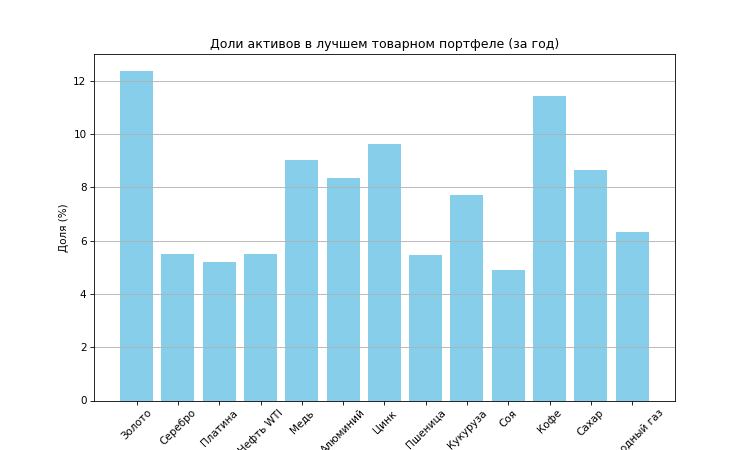 Доли активов в лучшем товарном портфеле (за год)
Доля (%)
12
10
8
6
4
2
0
Золото
Серебро
Платина
Нефть WTI
Медь
Алюминий
Цинк
Пшеница
Кукуруза
Соя
Кофе
Сахар
газ